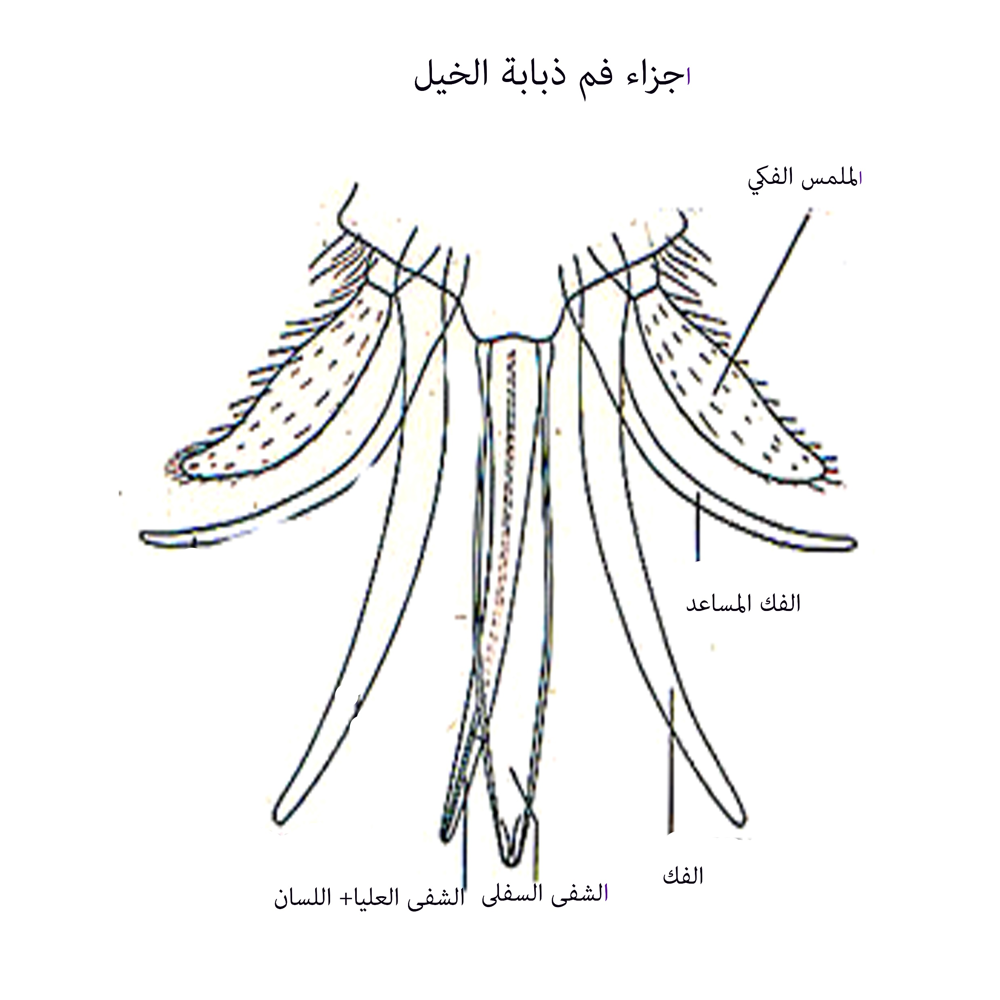 اجزاء فم ذبابة الخيل
الملمس الفكي
الفك المساعد
الفك
الشفى السفلى
الشفى العليا+ اللسان